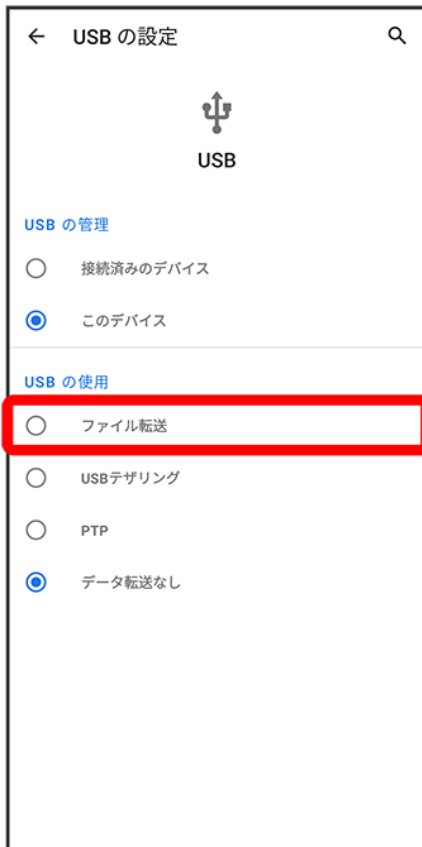 USB の設定
USB
USB の管理
接続済みのデバイス
このデバイス
USB の使用
ファイル転送
USBテザリング
PTP
データ転送なし